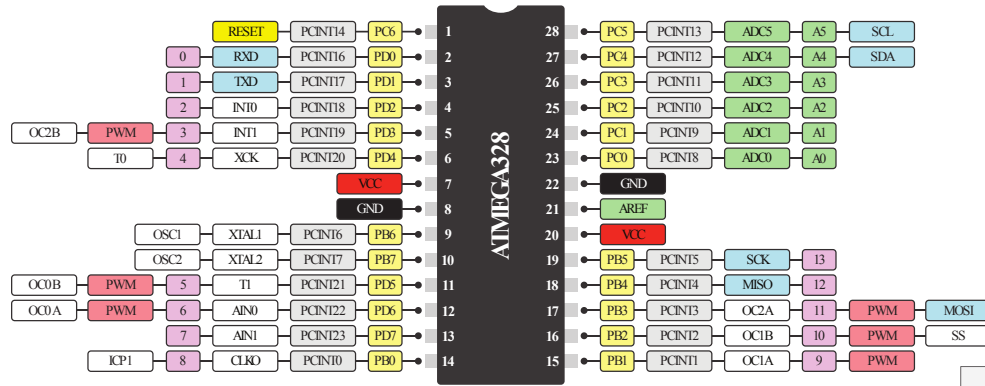 RESET PCINT14 PC6 1 28 PC5 PCINT13 ADC5 A5 SCL
0 RXD PCINT16 PD0 2 27 PC4 PCINT12 ADC4 A4 SDA
1 TXD PCINT17 PD1 3 26 PC3 PCINT11 ADC3 A3
2 INT0 PCINT18 PD2 4 25 PC2 PCINT10 ADC2 A2
OC2B PWM 3 INT1 PCINT19 PD3 5 24 PC1 PCINT9 ADC1 A1
T0 4 XCK PCINT20 PD4 6 23 PC0 PCINT8 ADC0 A0
VCC 7 22 GND
GND 8 21 AREF
OSC1 XTAL1 PCINT6 PB6 9 20 VCC
OSC2 XTAL2 PCINT7 PB7 10 19 PB5 PCINT5 SCK 13
OC0B PWM 5 T1 PCINT21 PD5 11 18 PB4 PCINT4 MISO 12
OC0A PWM 6 AIN0 PCINT22 PD6 12 17 PB3 PCINT3 OC2A 11 PWM MOSI
7 AIN1 PCINT23 PD7 13 16 PB2 PCINT2 OC1B 10 PWM SS
ICP1 8 CLKO PCINT0 PB0 14 15 PB1 PCINT1 OC1A 9 PWM
ATMEGA328